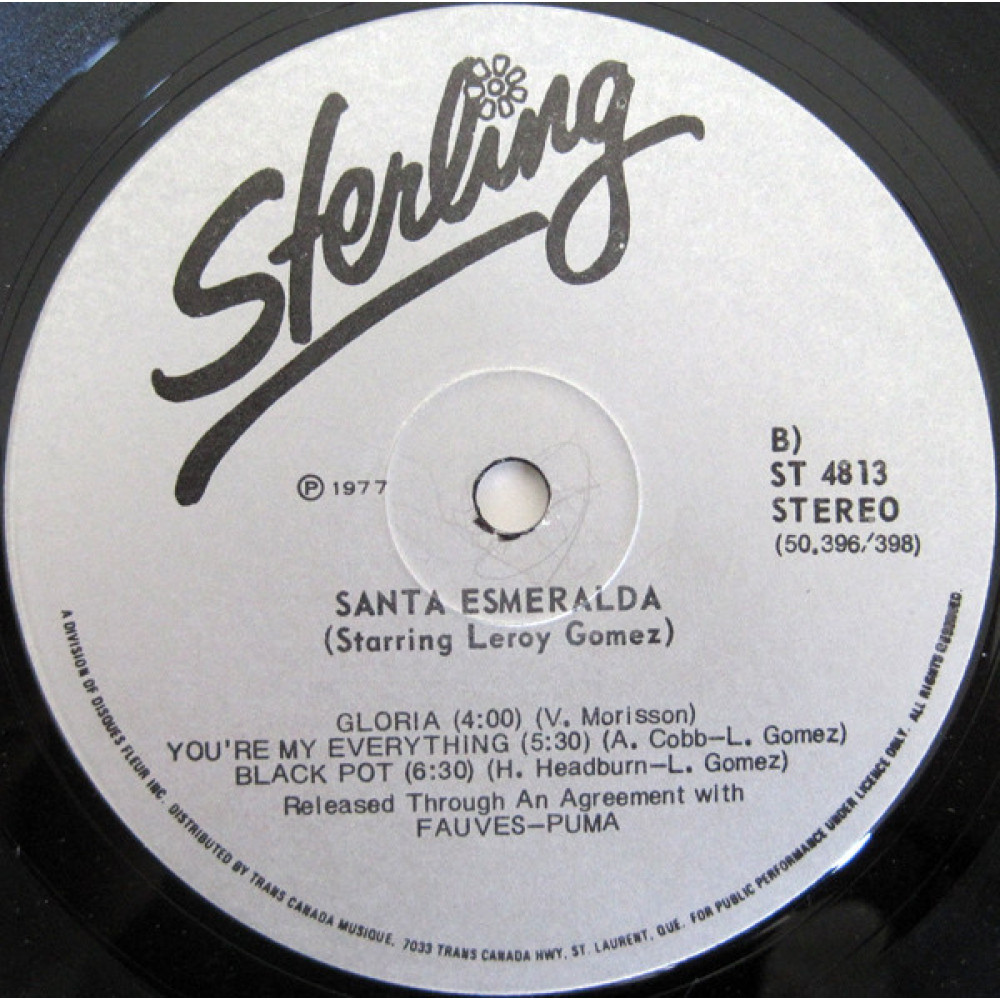 Sterling
℗ 1977
B)
ST 4813
STEREO
(50.396/398)
SANTA ESMERALDA
(Starring Leroy Gomez)
GLORIA (4:00) (V. Morisson)
YOU'RE MY EVERYTHING (5:30) (A. Cobb–L. Gomez)
BLACK POT (6:30) (H. Headburn–L. Gomez)
Released Through An Agreement with
FAUVES–PUMA
A DIVISION OF DISQUES FLEUR INC. DISTRIBUTED BY TRANS CANADA MUSIQUE, 7033 TRANS CANADA HWY, ST. LAURENT, QUE. FOR PUBLIC PERFORMANCE UNDER LICENCE ONLY. ALL RIGHTS RESERVED.